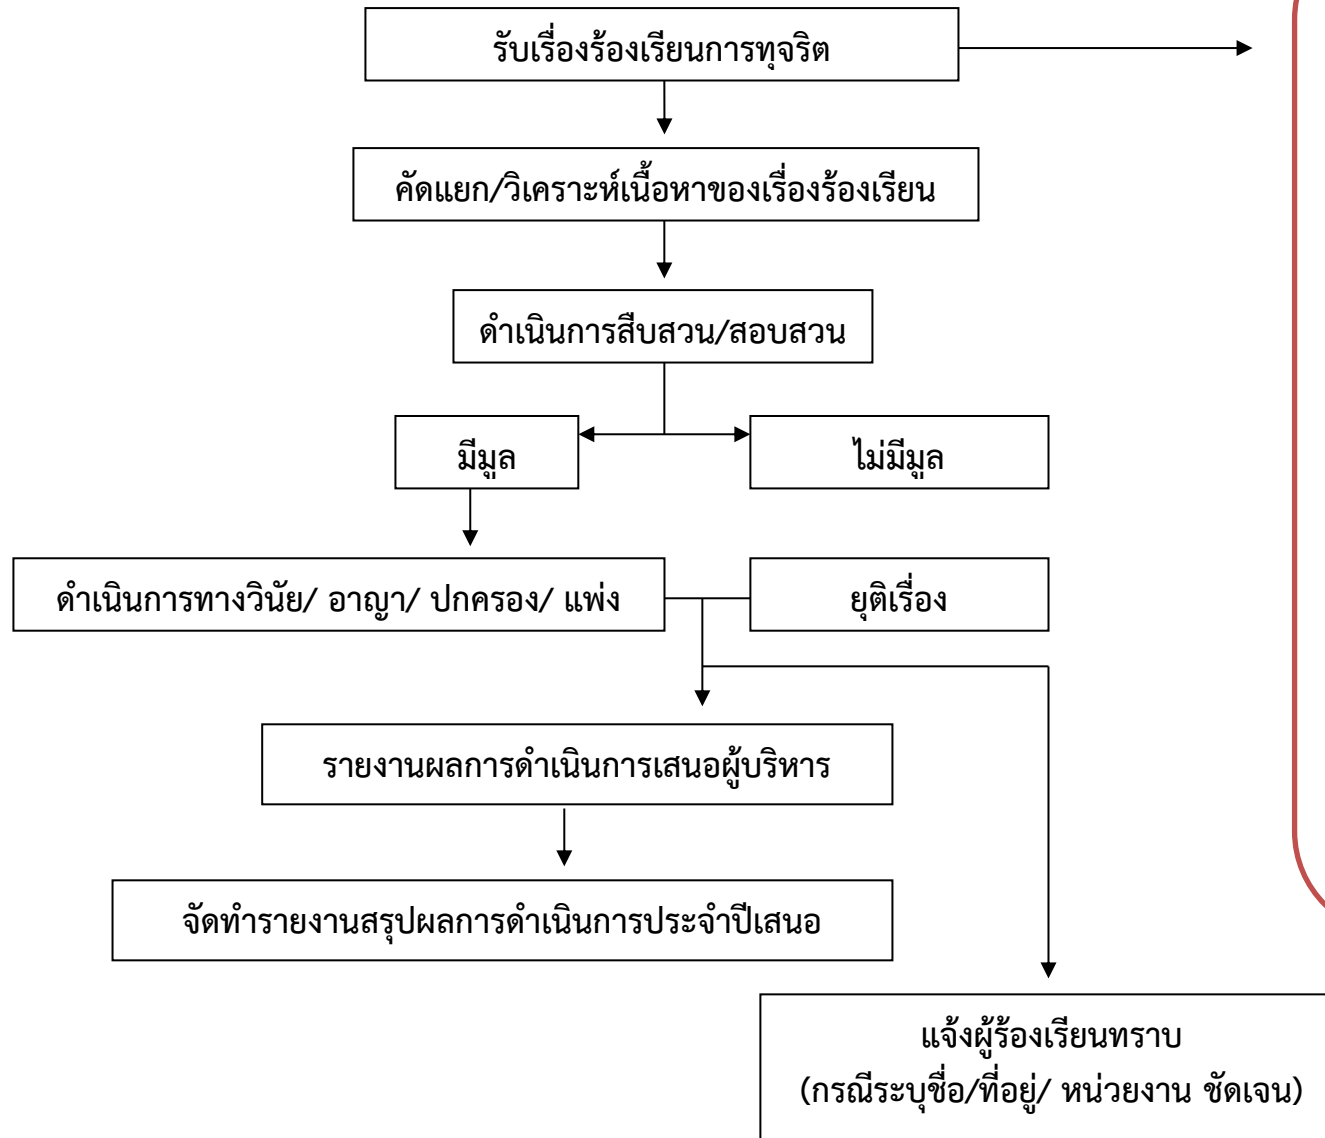 รับเรื่องร้องเรียนการทุจริต
คัดแยก/วิเคราะห์เนื้อหาของเรื่องร้องเรียน
ดำเนินการสืบสวน/สอบสวน
มีมูล
ไม่มีมูล
ดำเนินการทางวินัย/ อาญา/ ปกครอง/ แพ่ง
ยุติเรื่อง
รายงานผลการดำเนินการเสนอผู้บริหาร
จัดทำรายงานสรุปผลการดำเนินการประจำปีเสนอ
แจ้งผู้ร้องเรียนทราบ
(กรณีระบุชื่อ/ที่อยู่/ หน่วยงาน ชัดเจน)